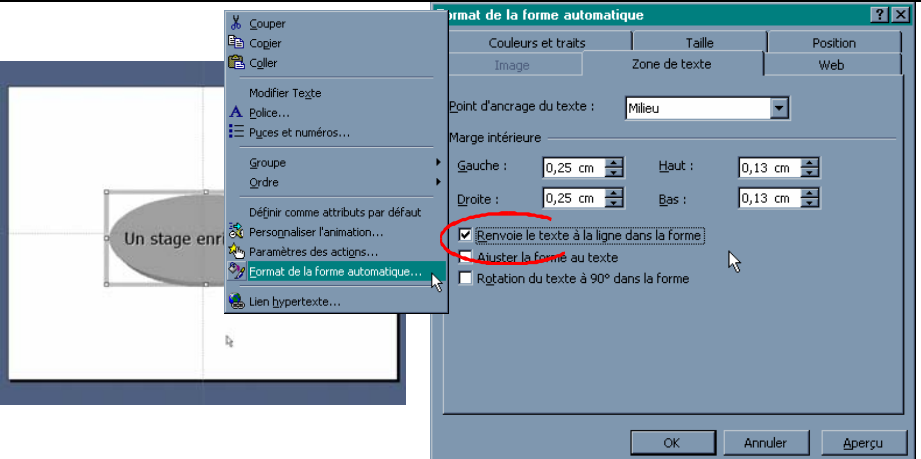 Couper
Copier
Coller
Modifier Texte
Police...
Puces et numéros...
Groupe
Ordre
Définir comme attributs par défaut
Personnaliser l'animation...
Paramètres des actions...
Format de la forme automatique...
Lien hypertexte...
Un stage enri
Format de la forme automatique
Couleurs et traits Taille Position
Image Zone de texte Web
Point d'ancrage du texte : Milieu
Marge intérieure
Gauche : 0,25 cm Haut : 0,13 cm
Droite : 0,25 cm Bas : 0,13 cm
Renvoie le texte à la ligne dans la forme
Ajuster la forme au texte
Rotation du texte à 90° dans la forme
OK Annuler Aperçu